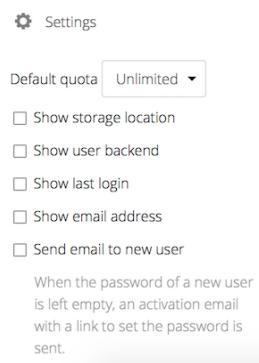 Settings
Default quota Unlimited
Show storage location
Show user backend
Show last login
Show email address
Send email to new user
When the password of a new user
is left empty, an activation email
with a link to set the password is
sent.